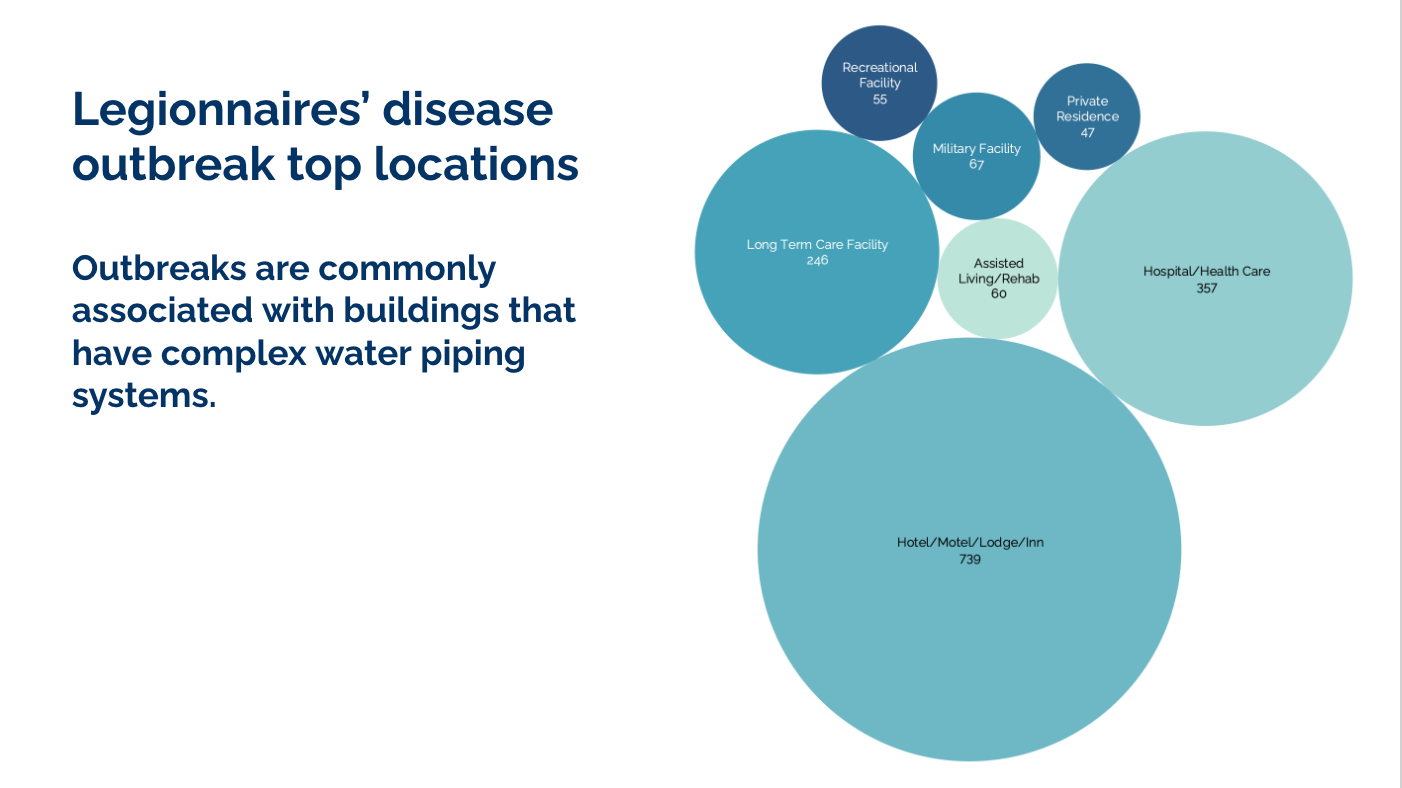 Legionnaires’ disease
outbreak top locations
Outbreaks are commonly
associated with buildings that
have complex water piping
systems.
Recreational
Facility
55
Private
Residence
47
Military Facility
67
Long Term Care Facility
246
Assisted
Living/Rehab
60
Hospital/Health Care
357
Hotel/Motel/Lodge/Inn
739